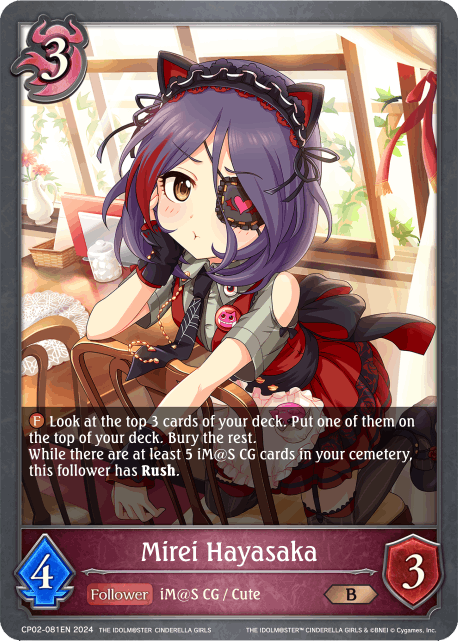 3
F Look at the top 3 cards of your deck. Put one of them on
the top of your deck. Bury the rest.
While there are at least 5 iM@S CG cards in your cemetery,
this follower has Rush.
Mirei Hayasaka
4
Follower iM@S CG / Cute
B
3
CP02-081EN 2024 THE IDOLM@STER CINDERELLA GIRLS THE IDOLM@STER™ CINDERELLA GIRLS & ©BNEI © Cygames, Inc.